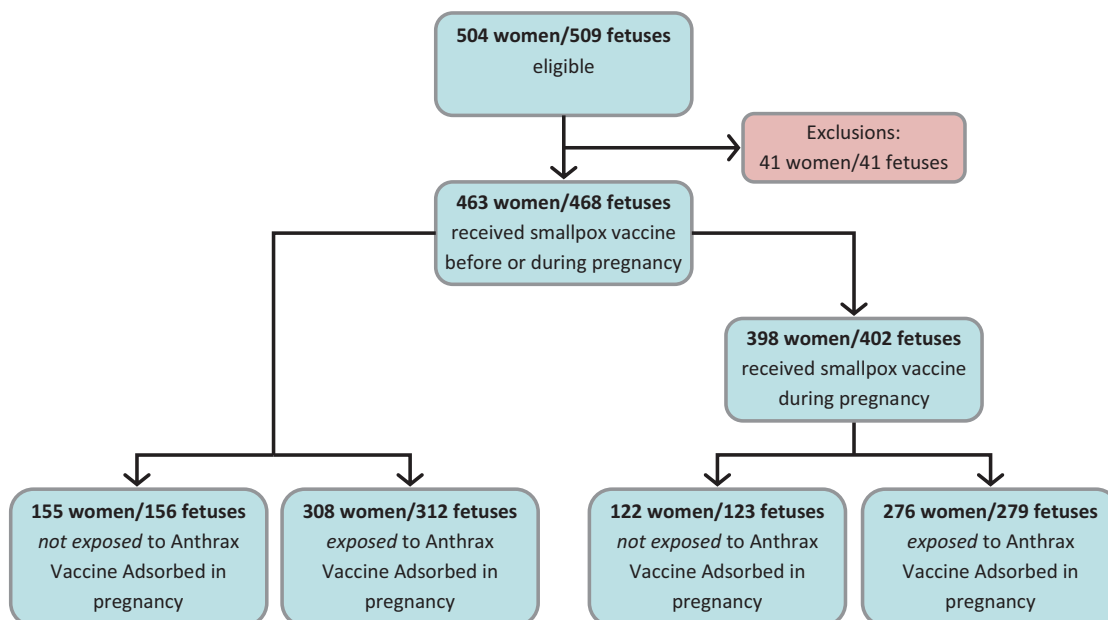 504 women/509 fetuses
eligible
Exclusions:
41 women/41 fetuses
463 women/468 fetuses
received smallpox vaccine
before or during pregnancy
398 women/402 fetuses
received smallpox vaccine
during pregnancy
155 women/156 fetuses
not exposed to Anthrax
Vaccine Adsorbed in
pregnancy
308 women/312 fetuses
exposed to Anthrax
Vaccine Adsorbed in
pregnancy
122 women/123 fetuses
not exposed to Anthrax
Vaccine Adsorbed in
pregnancy
276 women/279 fetuses
exposed to Anthrax
Vaccine Adsorbed in
pregnancy